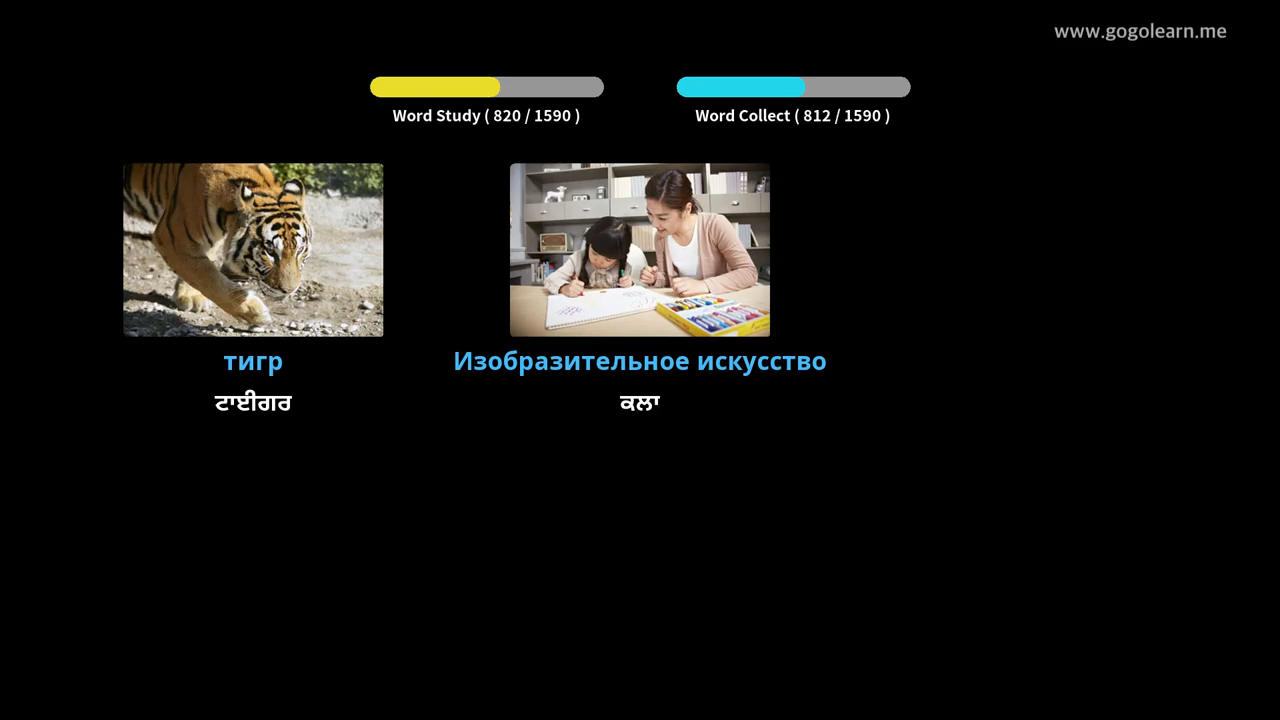 www.gogolearn.me
Word Study ( 820 / 1590 )
Word Collect ( 812 / 1590 )
тигр
ਟਾਈਗਰ
Изобразительное искусство
ਕਲਾ